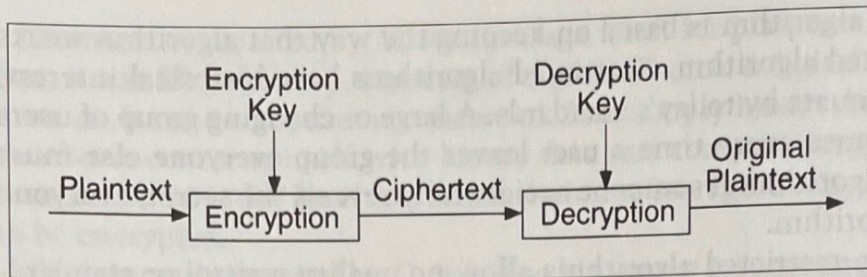 Encryption
Key
Decryption
Key
Plaintext
Encryption
Ciphertext
Decryption
Original
Plaintext